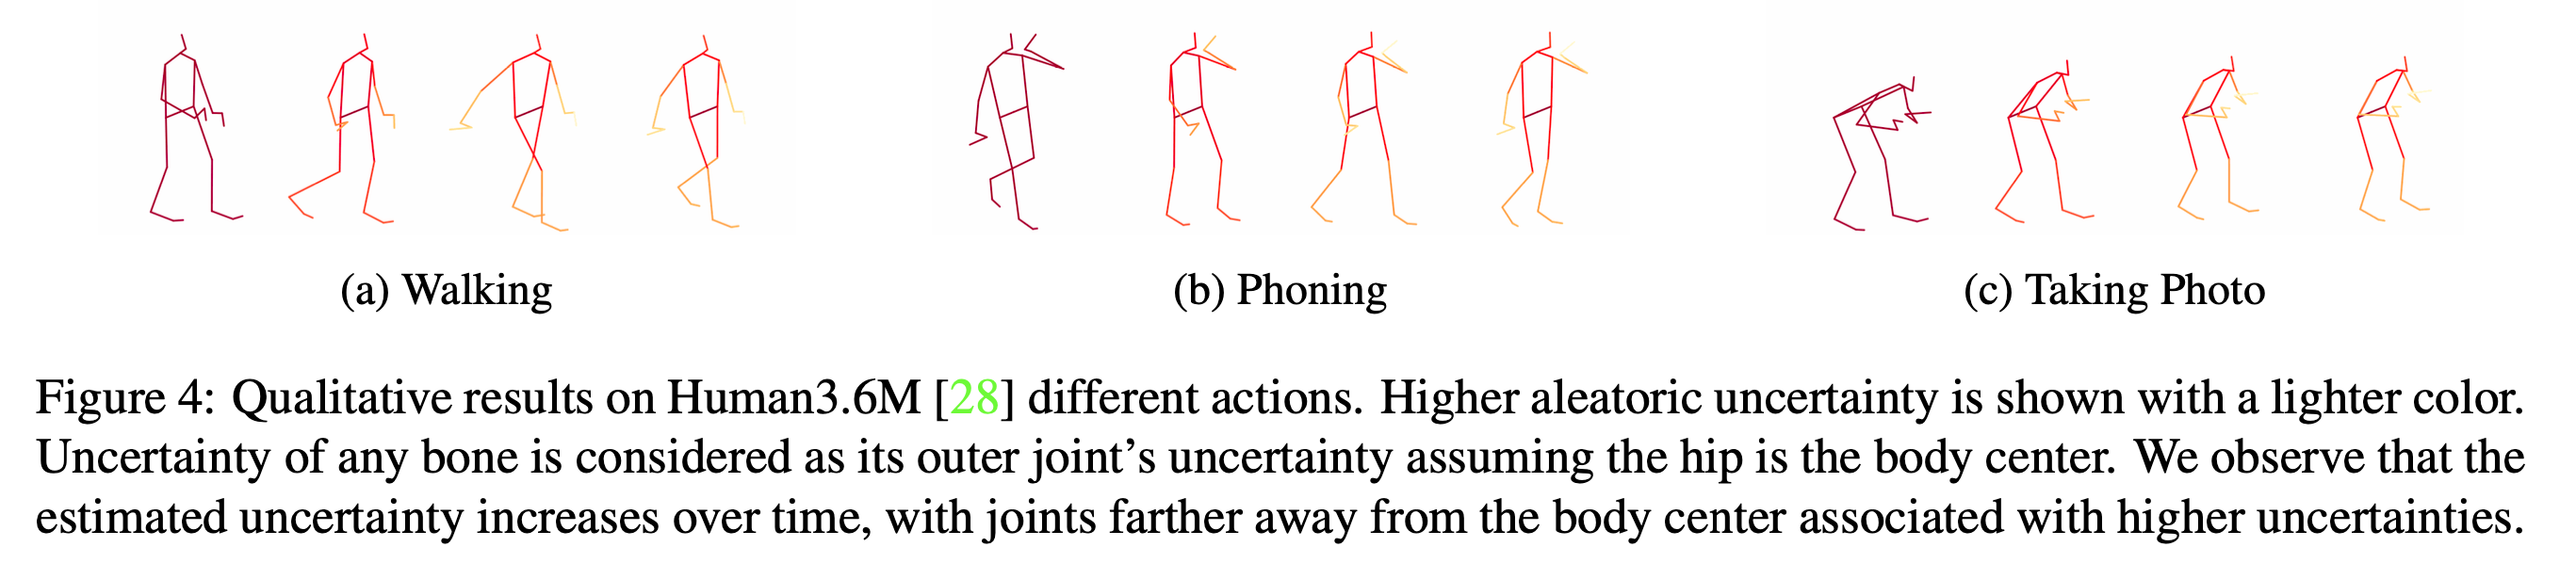 (a) Walking
(b) Phoning
(c) Taking Photo
Figure 4: Qualitative results on Human3.6M [28] different actions. Higher aleatoric uncertainty is shown with a lighter color.
Uncertainty of any bone is considered as its outer joint’s uncertainty assuming the hip is the body center. We observe that the
estimated uncertainty increases over time, with joints farther away from the body center associated with higher uncertainties.